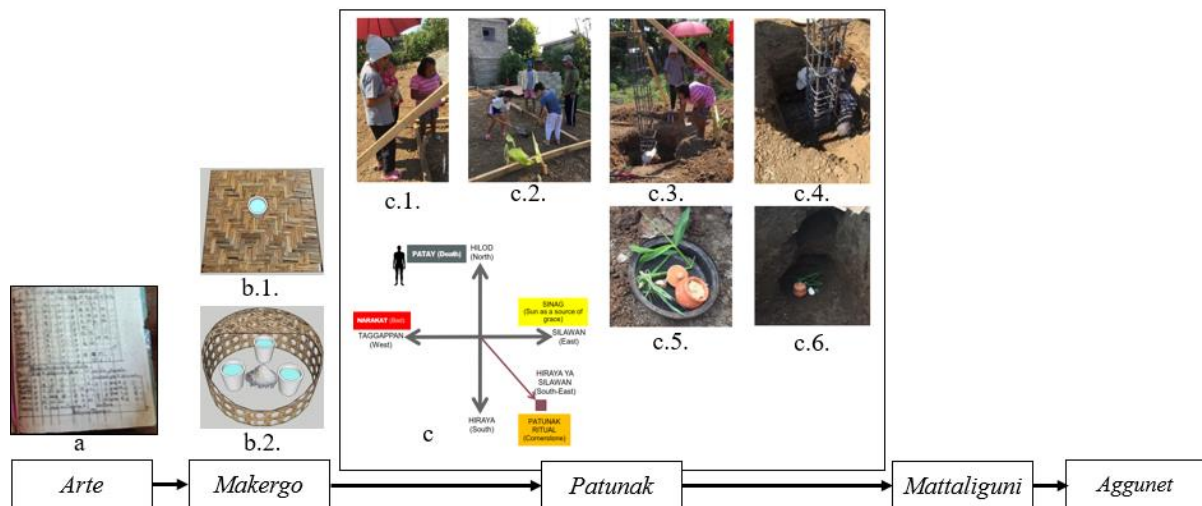 c.1.
c.2.
c.3.
c.4.
b.1.
PATAY (Death)
HILOD
(North)
c.5.
c.6.
NARAKAT (Bad)
TAGGAPPAN
(West)
SINAG
(Sun as a source of
grace)
SILAWAN
(East)
HIRAYA YA
SILAWAN
(South-East)
HIRAYA
(South)
PATUNAK
RITUAL
(Cornerstone)
a
b.2.
c
Arte
Makergo
Patunak
Mattaliguni
Aggunet